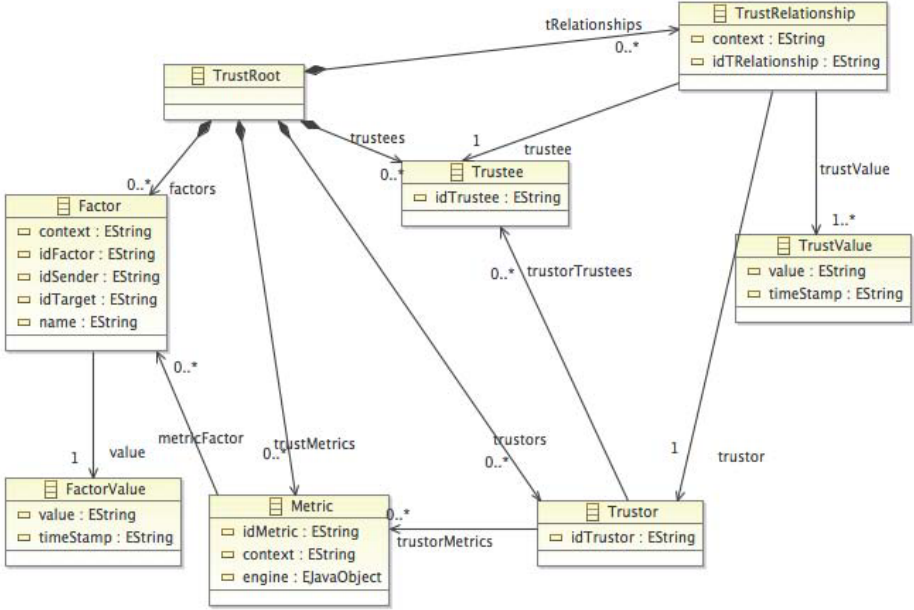 TrustRelationship
context : EString
idTRelationship : EString
tRelationships
0..*
TrustRoot
trustees
0..*
1
trustee
Trustee
idTrustee : EString
trustValue
1..*
0..*
factors
Factor
context : EString
idFactor : EString
idSender : EString
idTarget : EString
name : EString
TrustValue
value : EString
timeStamp : EString
0..*
trustorTrustees
0..*
metricFactor
trustMetrics
0..*
trustors
0..*
1
trustor
1
value
FactorValue
value : EString
timeStamp : EString
Metric
idMetric : EString
context : EString
engine : EJavaObject
0..*
trustorMetrics
Trustor
idTrustor : EString